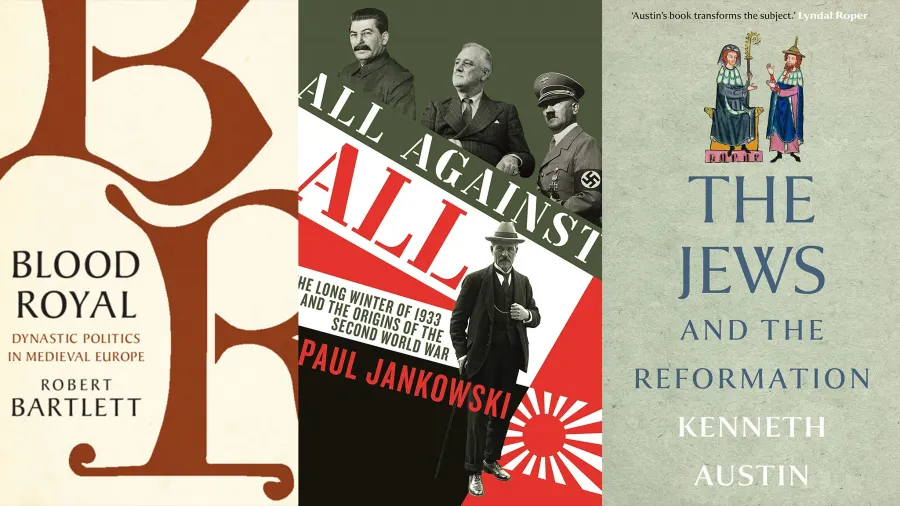 BLOOD
ROYAL
DYNASTIC POLITICS
IN MEDIEVAL EUROPE
ROBERT
BARTLETT
ALL AGAINST
ALL
HE LONG WINTER OF 1933
AND THE ORIGINS OF THE
SECOND WORLD WAR
PAUL JANKOWSKI
‘Austin’s book transforms the subject.’ Lyndal Roper
THE
JEWS
AND THE
REFORMATION
KENNETH
AUSTIN